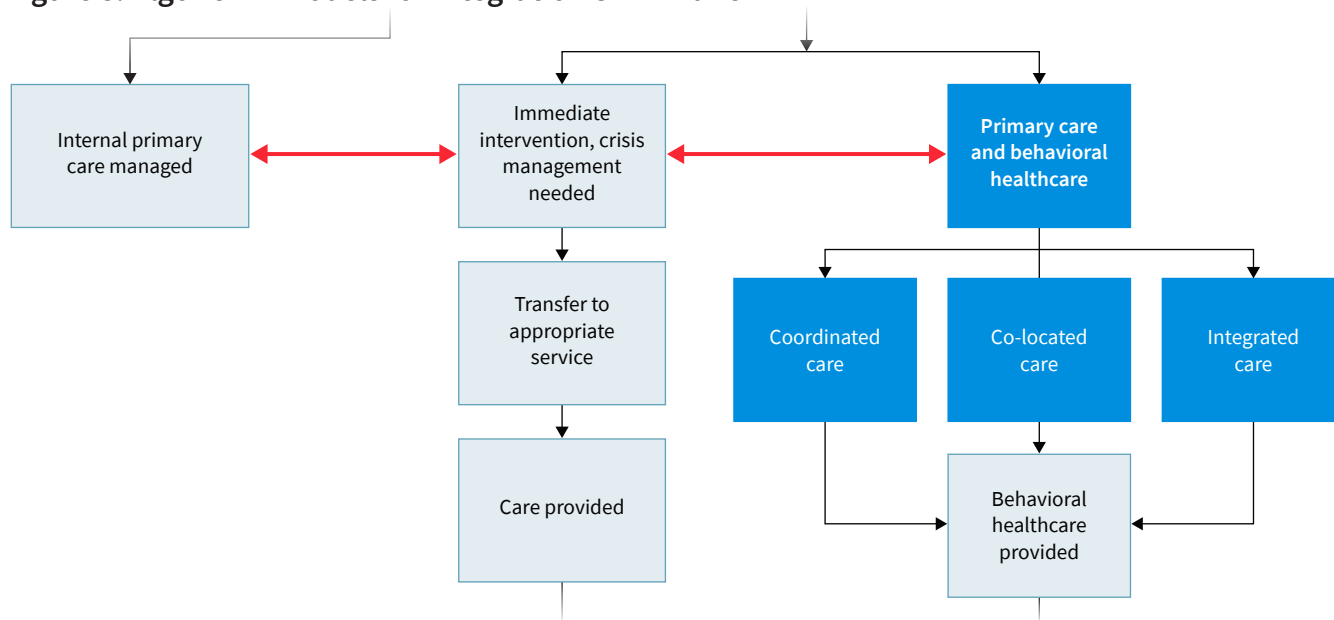 Internal primary
care managed
Immediate
intervention, crisis
management
needed
Primary care
and behavioral
healthcare
Transfer to
appropriate
service
Coordinated
care
Co-located
care
Integrated
care
Care provided
Behavioral
healthcare
provided